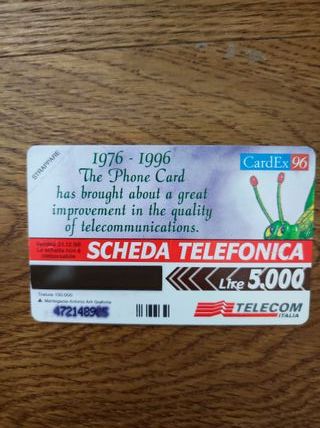 STRAPPARE
1976 - 1996
The Phone Card
has brought about a great
improvement in the quality
of telecommunications.
CardEx 96
SCHEDA TELEFONICA
Lire 5.000
TELECOM
ITALIA